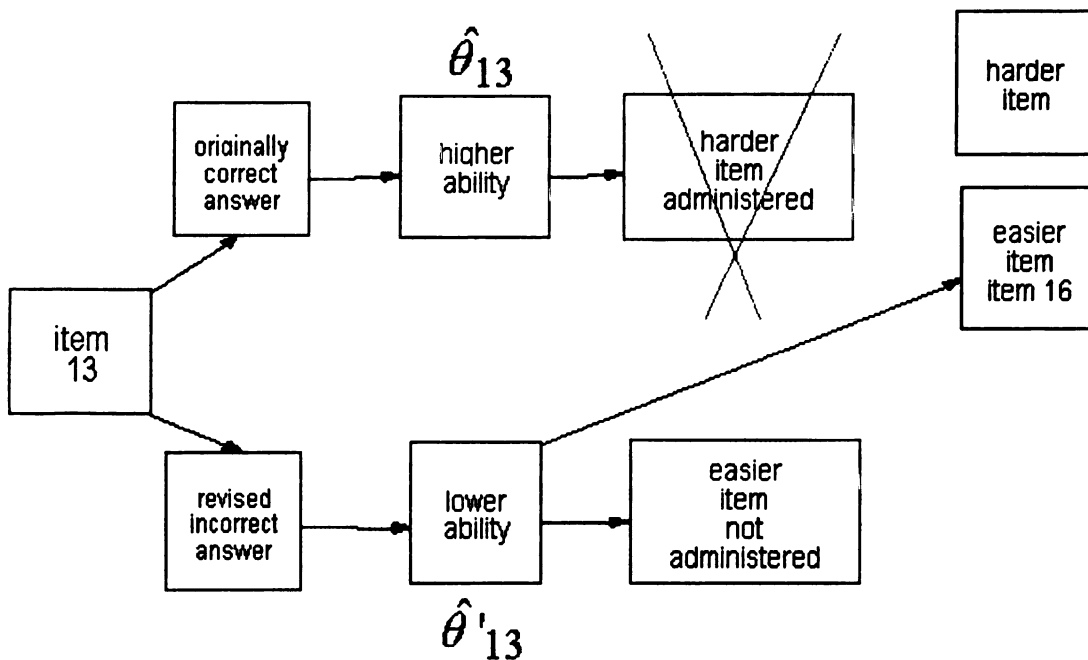 θ̂13
originally
correct
answer
higher
ability
harder
item
administered
harder
item
easier
item
item 16
item
13
revised
incorrect
answer
lower
ability
easier
item
not
administered
θ̂'13